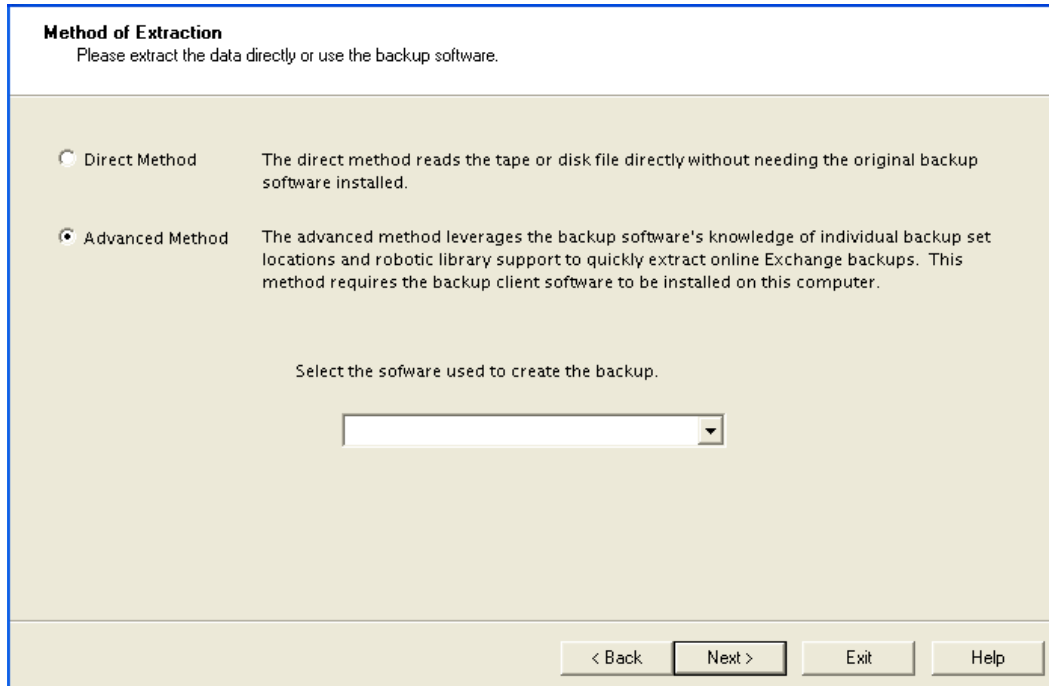 Method of Extraction
Please extract the data directly or use the backup software.
Direct Method
The direct method reads the tape or disk file directly without needing the original backup
software installed.
Advanced Method
The advanced method leverages the backup software's knowledge of individual backup set
locations and robotic library support to quickly extract online Exchange backups.  This
method requires the backup client software to be installed on this computer.
Select the sofware used to create the backup.
< Back
Next >
Exit
Help